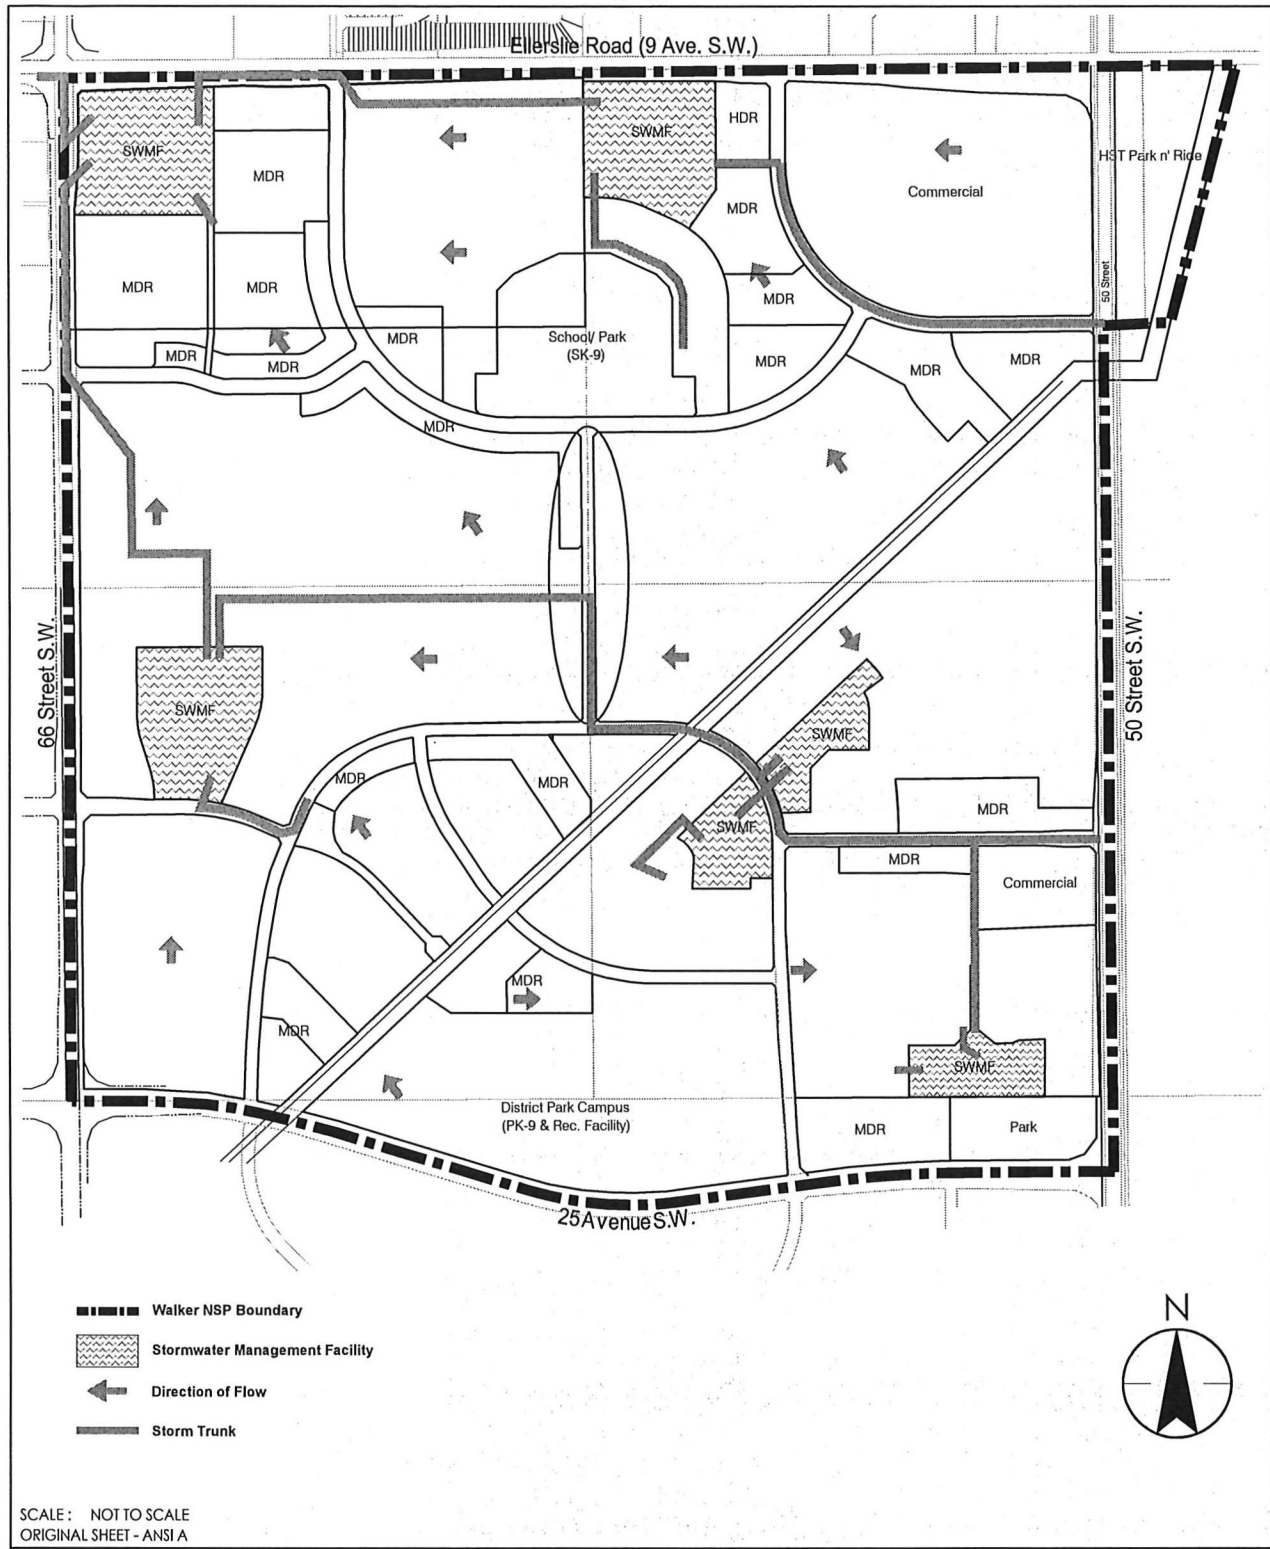 Ellerslie Road (9 Ave. S.W.)
SWMF
MDR
SWMF
HDR
MDR
Commercial
HST Park n' Ride
MDR
MDR
50 Street
MDR
MDR
School/ Park
(SK-9)
MDR
MDR
MDR
MDR
MDR
MDR
MDR
66 Street S.W.
50 Street S.W.
SWMF
SWMF
MDR
MDR
MDR
SWMF
MDR
Commercial
MDR
MDR
SWMF
District Park Campus
(PK-9 & Rec. Facility)
MDR
Park
25 Avenue S.W.
Walker NSP Boundary
Stormwater Management Facility
Direction of Flow
Storm Trunk
N
SCALE : NOT TO SCALE
ORIGINAL SHEET - ANSI A